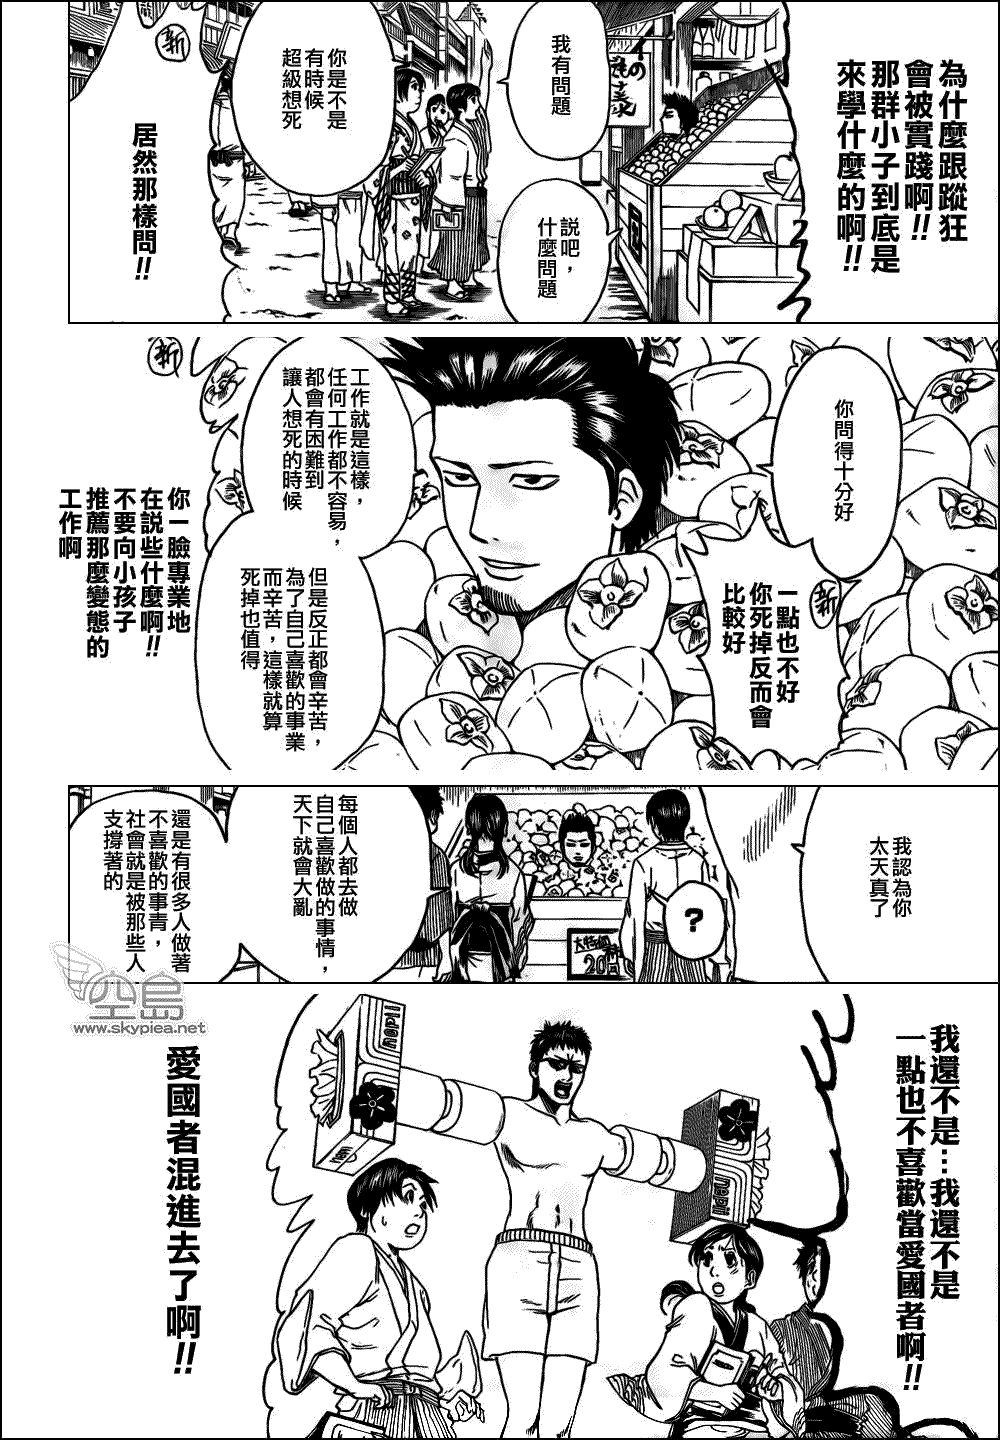 為什麼跟蹤狂
會被實踐啊!!
那群小子到底是
來學什麼的啊!!
我有問題
說吧，
什麼問題
新
你是不是
有時候
超級想死
居然那樣問!!
你問得十分好
新
一點也不好
你死掉反而會
比較好
工作就是這樣，
任何工作都不容易，
都會有困難到
讓人想死的時候
但是反正都會辛苦，
為了自己喜歡的事業
而辛苦，這樣就算
死掉也值得
新
你一臉專業地
在説些什麼啊!!
不要向小孩子
推薦那麼變態的
工作啊
我認為你
太天真了
?
大特価
20
每個人都去做
自己喜歡做的事情，
天下就會大亂
還是有很多人做著
不喜歡的事青，
社會就是被那些人
支撐著的
空島
www.skypiea.net
我還不是…我還不是
一點也不喜歡當愛國者啊!!
nepil
nepil
愛國者混進去了啊!!